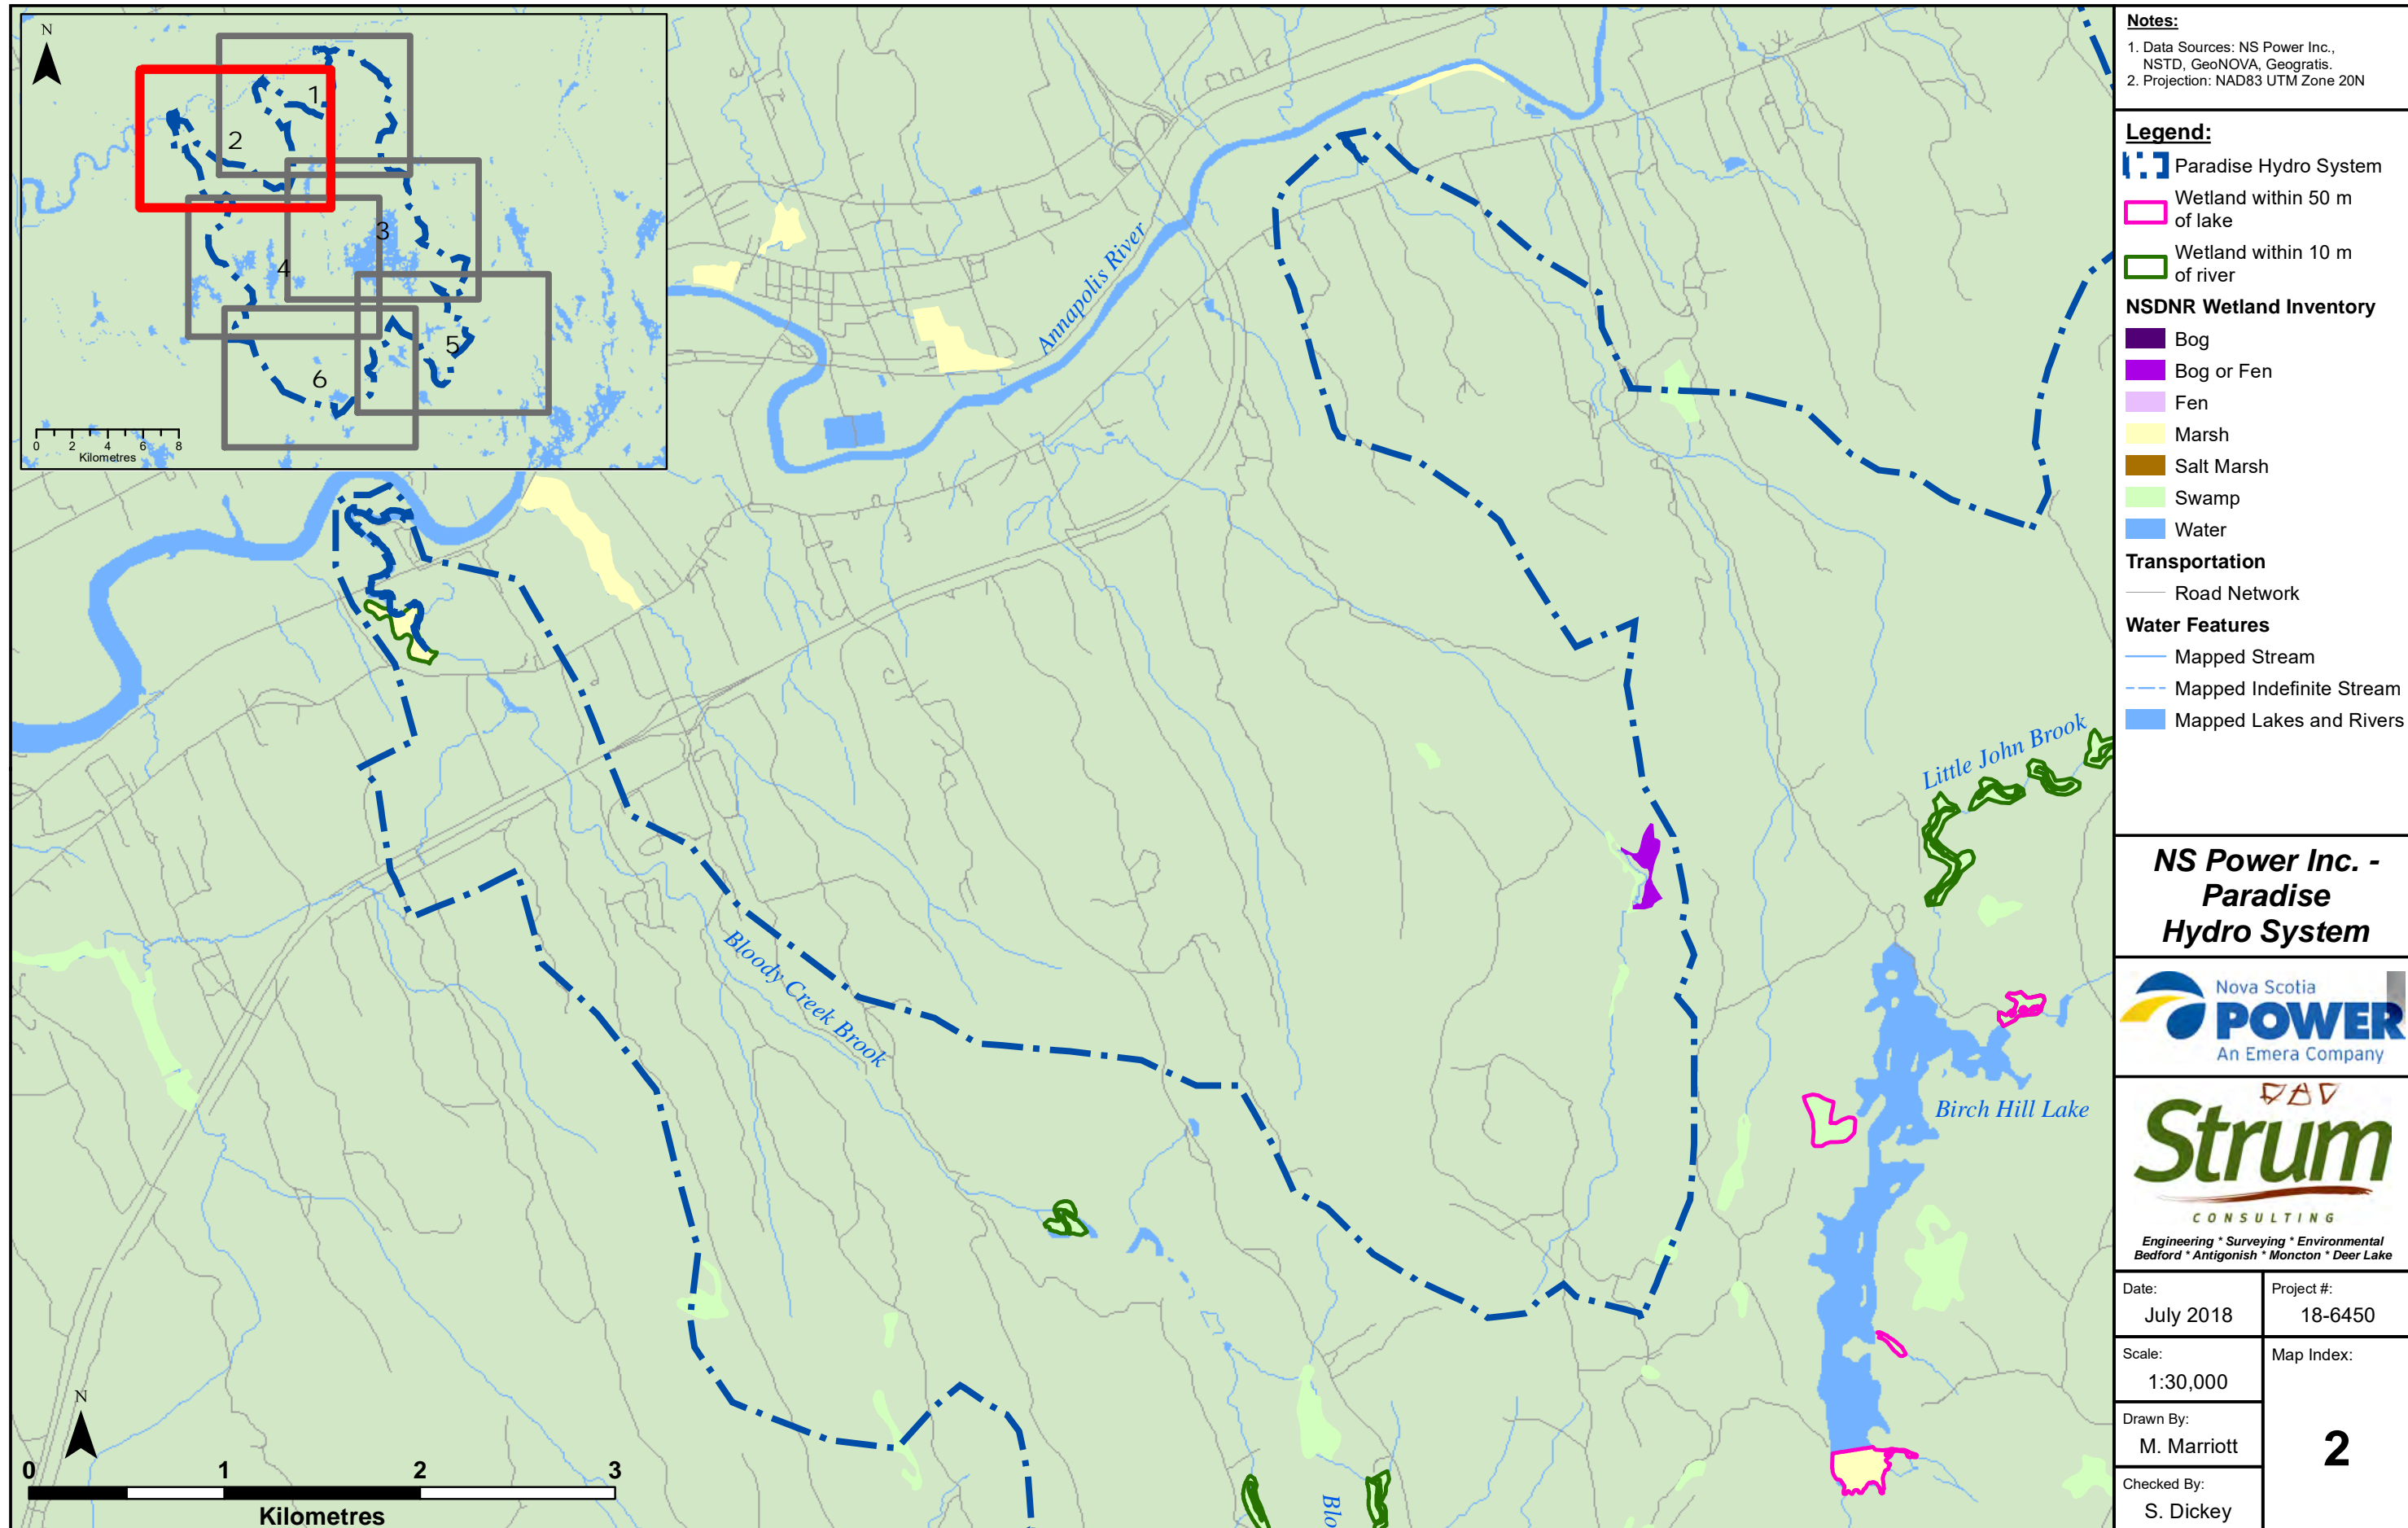 N
1
2
3
4
5
6
0 2 4 6 8
Kilometres
Annapolis River
Little John Brook
Bloody Creek Brook
Birch Hill Lake
Blo
N
0 1 2 3
Kilometres
Notes:
1. Data Sources: NS Power Inc.,
NSTD, GeoNOVA, Geogratis.
2. Projection: NAD83 UTM Zone 20N
Legend:
Paradise Hydro System
Wetland within 50 m
of lake
Wetland within 10 m
of river
NSDNR Wetland Inventory
Bog
Bog or Fen
Fen
Marsh
Salt Marsh
Swamp
Water
Transportation
Road Network
Water Features
Mapped Stream
Mapped Indefinite Stream
Mapped Lakes and Rivers
NS Power Inc. -
Paradise
Hydro System
Nova Scotia
POWER
An Emera Company
Strum
CONSULTING
Engineering * Surveying * Environmental
Bedford * Antigonish * Moncton * Deer Lake
Date:
July 2018
Project #:
18-6450
Scale:
1:30,000
Map Index:
2
Drawn By:
M. Marriott
Checked By:
S. Dickey